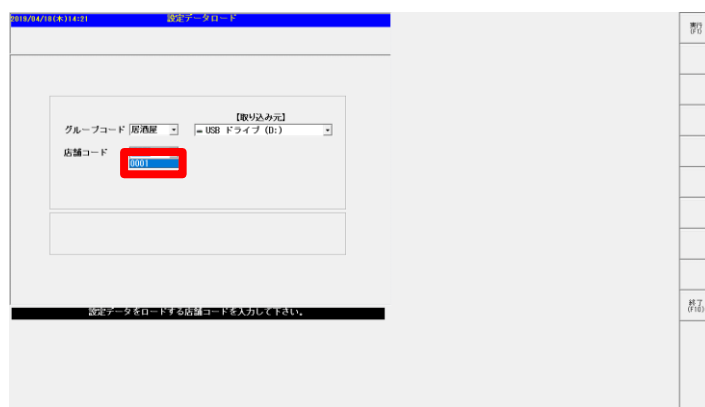 2019/04/18(木)14:21 設定データロード
実行
(F1)
【取り込み元】
グループコード 居酒屋 USB ドライブ (D:)
店舗コード
0001
設定データをロードする店舗コードを入力して下さい。
終了
(F10)